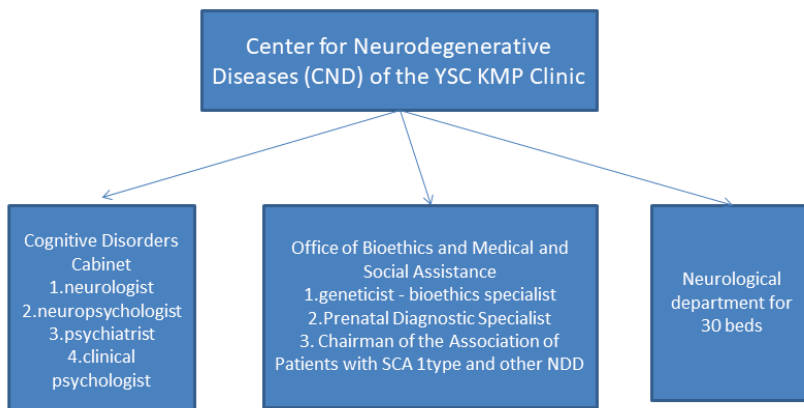 Center for Neurodegenerative
Diseases (CND) of the YSC KMP Clinic
Cognitive Disorders
Cabinet
1.neurologist
2.neuropsychologist
3.psychiatrist
4.clinical
psychologist
Office of Bioethics and Medical and
Social Assistance
1.geneticist - bioethics specialist
2.Prenatal Diagnostic Specialist
3. Chairman of the Association of
Patients with SCA 1type and other NDD
Neurological
department for
30 beds